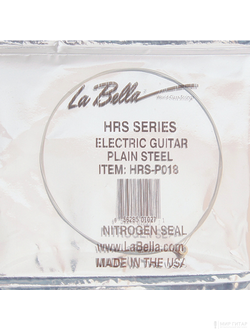 La Bella
HRS SERIES
ELECTRIC GUITAR
PLAIN STEEL
ITEM: HRS-P018
NITROGEN SEAL
www.LaBella.com
MADE IN THE USA